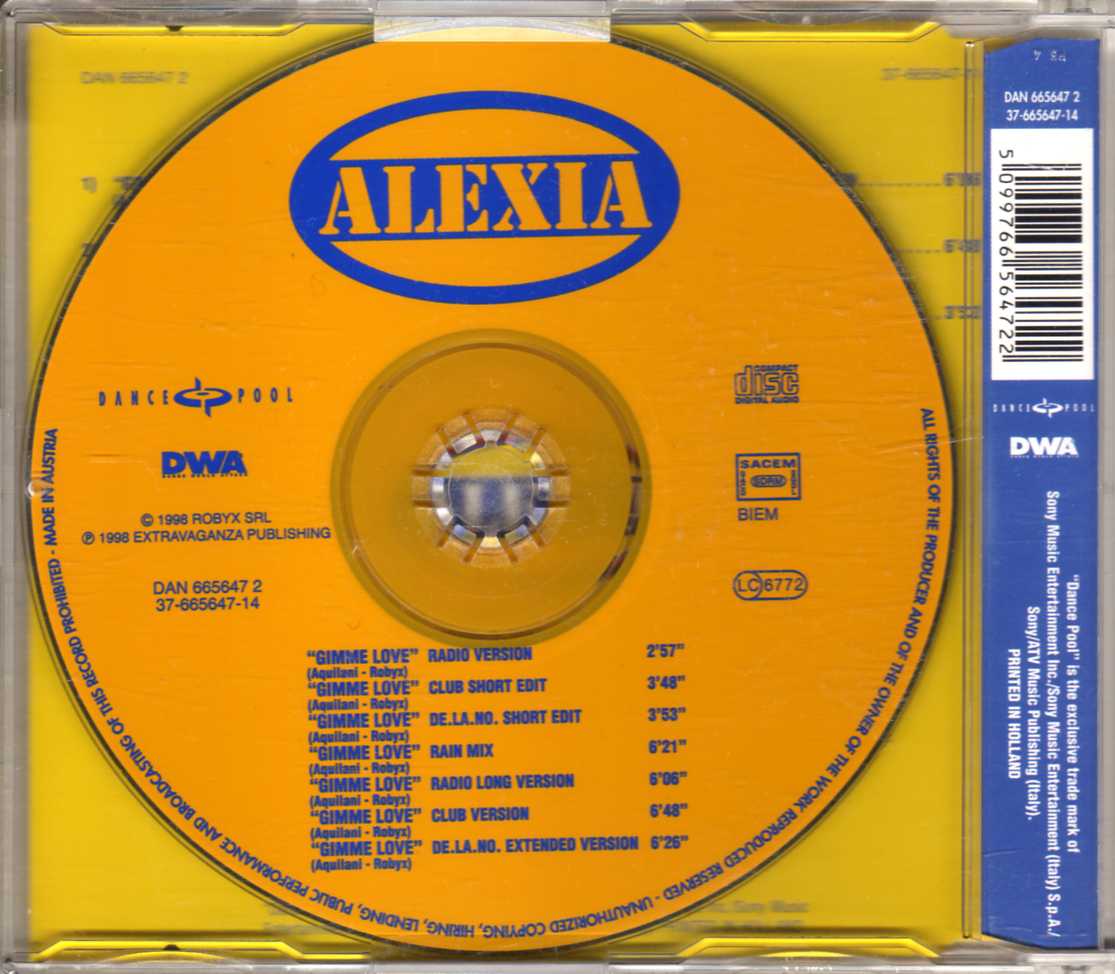 DAN 665647 2
ALEXIA
DANCE POOL
DWA
© 1998 ROBYX SRL
℗ 1998 EXTRAVAGANZA PUBLISHING
DAN 665647 2
37-665647-14
COMPACT
disc
DIGITAL AUDIO
SACEM
SDRM
BIEM
LC 6772
"GIMME LOVE" RADIO VERSION 2'57"
(Aquilani - Robyx)
"GIMME LOVE" CLUB SHORT EDIT 3'48"
(Aquilani - Robyx)
"GIMME LOVE" DE.LA.NO. SHORT EDIT 3'53"
(Aquilani - Robyx)
"GIMME LOVE" RAIN MIX 6'21"
(Aquilani - Robyx)
"GIMME LOVE" RADIO LONG VERSION 6'06"
(Aquilani - Robyx)
"GIMME LOVE" CLUB VERSION 6'48"
(Aquilani - Robyx)
"GIMME LOVE" DE.LA.NO. EXTENDED VERSION 6'26"
(Aquilani - Robyx)
ALL RIGHTS OF THE PRODUCER AND OF THE OWNER OF THE WORK REPRODUCED RESERVED - UNAUTHORIZED COPYING, HIRING, LENDING, PUBLIC PERFORMANCE AND BROADCASTING OF THIS RECORD PROHIBITED - MADE IN AUSTRIA
DAN 665647 2
37-665647-14
5 099766 564722
DANCE POOL
DWA
"Dance Pool" is the exclusive trade mark of
Sony Music Entertainment Inc./Sony Music Entertainment (Italy) S.p.A./
Sony/ATV Music Publishing (Italy).
PRINTED IN HOLLAND